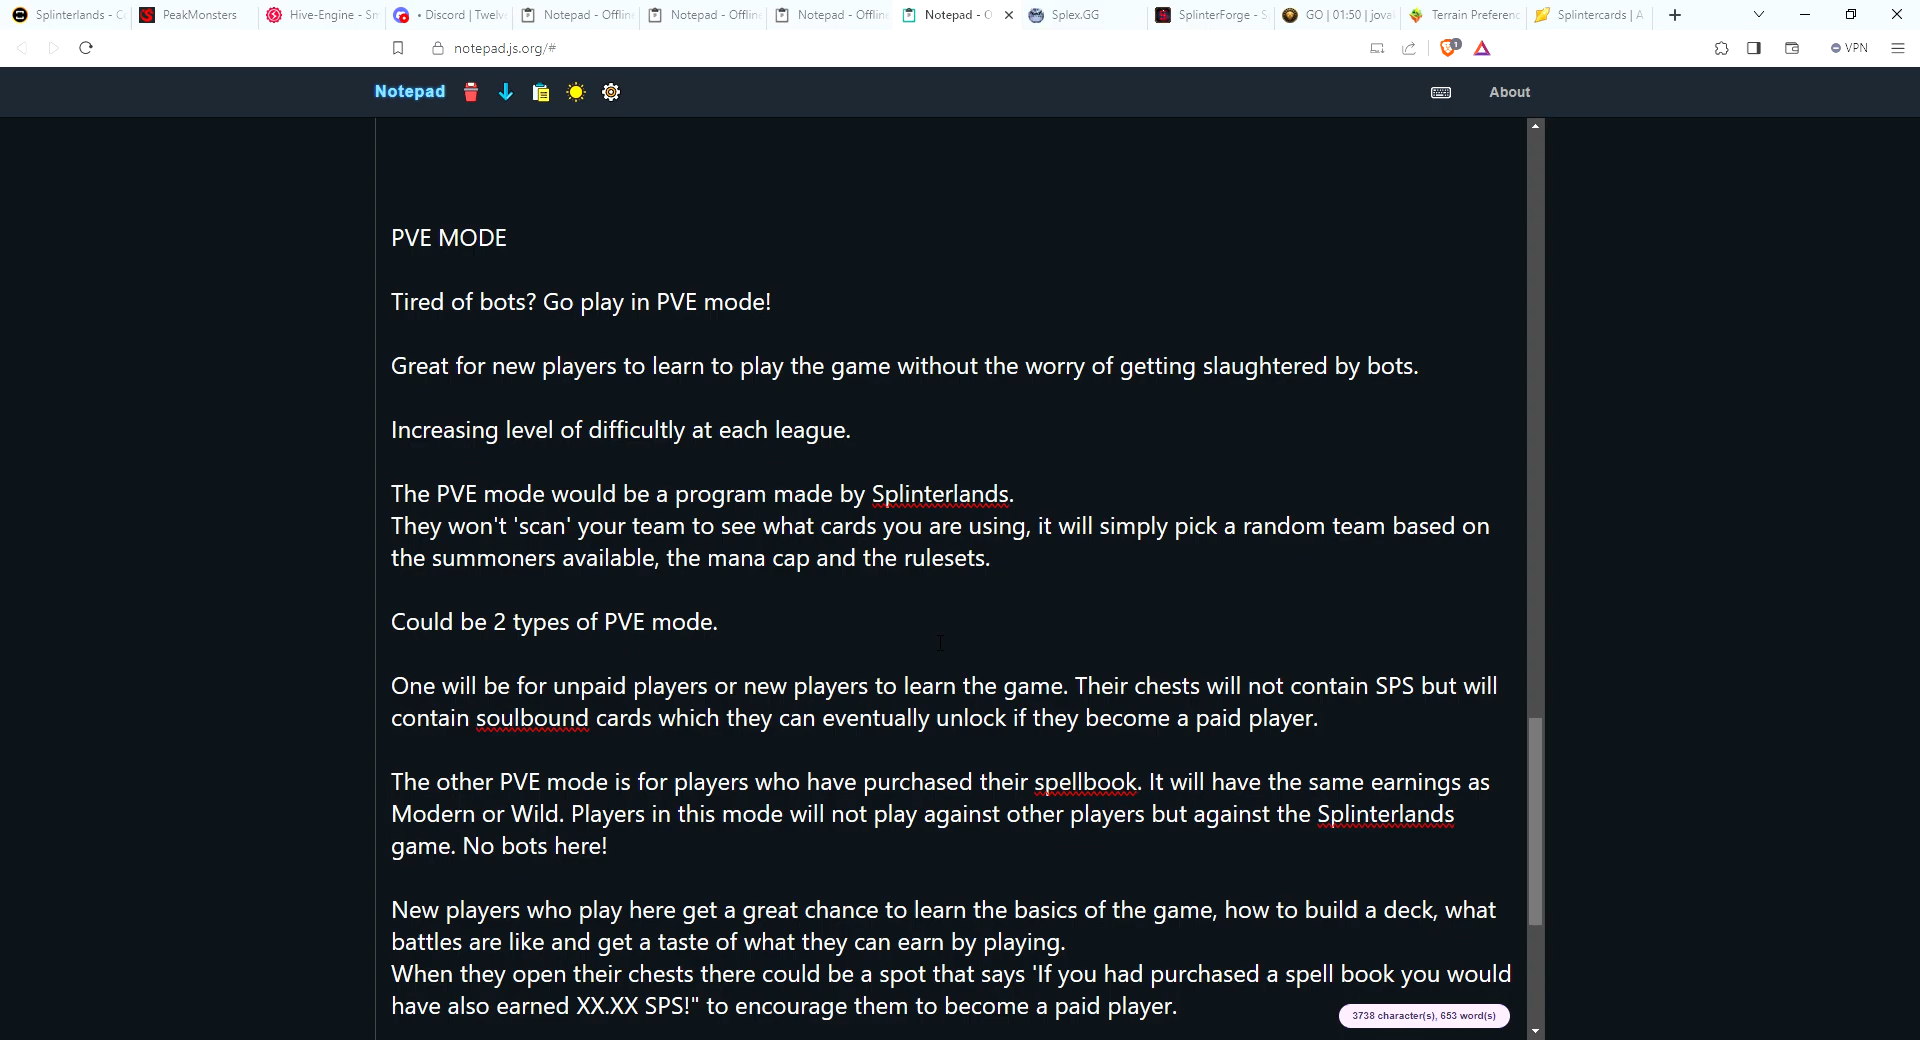 Splinterlands - C
PeakMonsters
Hive-Engine - Sm
• Discord | Twelv
Notepad - Offlin
Notepad - Offlin
Notepad - Offlin
Notepad - O
Splex.GG
SplinterForge - S
GO | 01:50 | jova
Terrain Preferenc
Splintercards | A
notepad.js.org/#
1
VPN
Notepad
About
PVE MODE
Tired of bots? Go play in PVE mode!
Great for new players to learn to play the game without the worry of getting slaughtered by bots.
Increasing level of difficultly at each league.
The PVE mode would be a program made by Splinterlands.
They won't 'scan' your team to see what cards you are using, it will simply pick a random team based on
the summoners available, the mana cap and the rulesets.
Could be 2 types of PVE mode.
One will be for unpaid players or new players to learn the game. Their chests will not contain SPS but will
contain soulbound cards which they can eventually unlock if they become a paid player.
The other PVE mode is for players who have purchased their spellbook. It will have the same earnings as
Modern or Wild. Players in this mode will not play against other players but against the Splinterlands
game. No bots here!
New players who play here get a great chance to learn the basics of the game, how to build a deck, what
battles are like and get a taste of what they can earn by playing.
When they open their chests there could be a spot that says 'If you had purchased a spell book you would
have also earned XX.XX SPS!" to encourage them to become a paid player.
3738 character(s), 653 word(s)